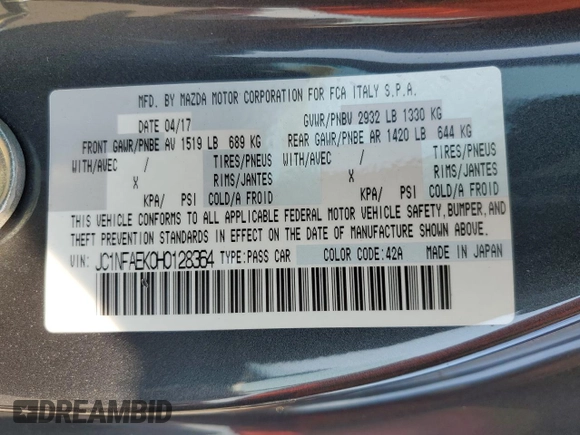 MFD. BY MAZDA MOTOR CORPORATION FOR FCA ITALY S.P.A.
DATE 04/17 GVWR/PNBV 2932 LB 1330 KG
FRONT GAWR/PNBE AV 1519 LB 689 KG REAR GAWR/PNBE AR 1420 LB 644 KG
WITH/AVEC / TIRES/PNEUS WITH/AVEC / TIRES/PNEUS
X RIMS/JANTES X RIMS/JANTES
KPA/ PSI COLD/A FROID KPA/ PSI COLD/A FROID
THIS VEHICLE CONFORMS TO ALL APPLICABLE FEDERAL MOTOR VEHICLE SAFETY, BUMPER, AND
THEFT PREVENTION STANDARDS IN EFFECT ON THE DATE OF MANUFACTURE SHOWN ABOVE.
VIN: JC1NFAEK0H0128364 TYPE:PASS CAR COLOR CODE:42A MADE IN JAPAN
DREAMBID